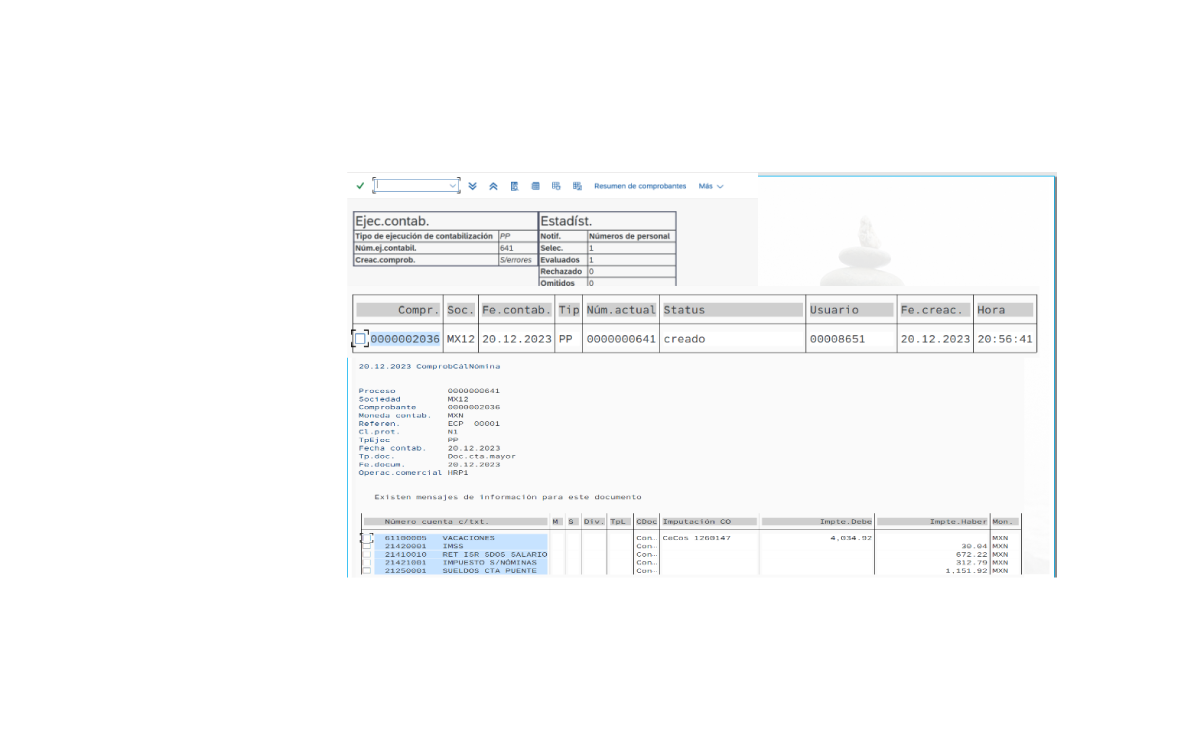 Resumen de comprobantes Más
Ejec.contab. Estadíst.
Tipo de ejecución de contabilización PP Notif. Números de personal
Núm.ej.contabil. 641 Selec. 1
Creac.comprob. S/errores Evaluados 1
Rechazado 0
Omitidos 0
Compr. Soc. Fe.contab. Tip Núm.actual Status Usuario Fe.creac. Hora
0000002036 MX12 20.12.2023 PP 0000000641 creado 00008651 20.12.2023 20:56:41
20.12.2023 ComprobCálNómina
Proceso 0000000641
Sociedad MX12
Comprobante 0000002036
Moneda contab. MXN
Referen. ECP 00001
Cl.prot. N1
TpEjec PP
Fecha contab. 20.12.2023
Tp.doc. Doc.cta.mayor
Fe.docum. 20.12.2023
Operac.comercial HRP1
Existen mensajes de información para este documento
Número cuenta c/txt. M S Div. TpL CDoc Imputación CO Impte.Debe Impte.Haber Mon.
61100005 VACACIONES Con… CeCos 1260147 4,034.92 MXN
21420001 IMSS Con… 30.04 MXN
21410010 RET ISR SDOS SALARIO Con… 672.22 MXN
21421001 IMPUESTO S/NÓMINAS Con… 312.79 MXN
21250001 SUELDOS CTA PUENTE Con… 1,151.92 MXN